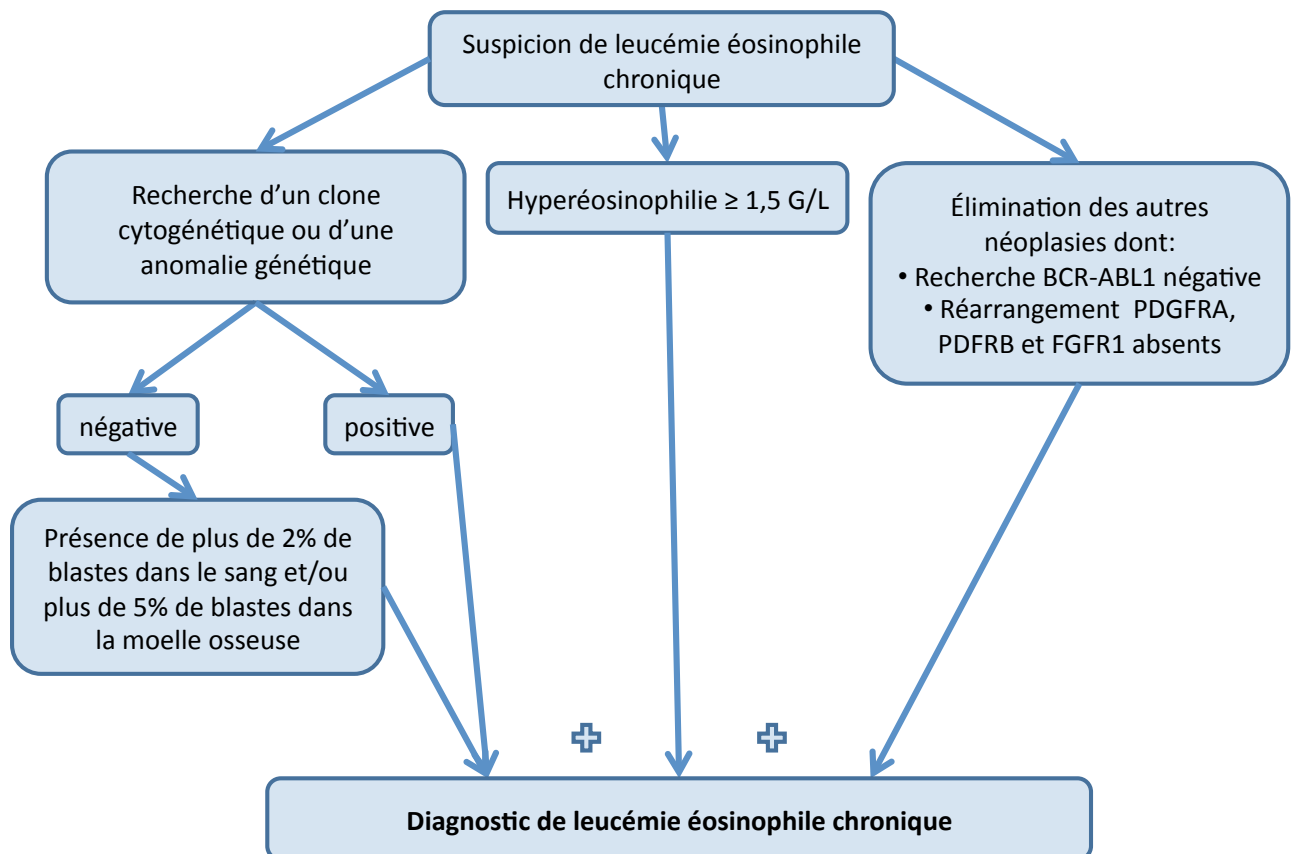 Suspicion de leucémie éosinophile
chronique
Recherche d'un clone
cytogénétique ou d'une
anomalie génétique
Hyperéosinophilie ≥ 1,5 G/L
Élimination des autres
néoplasies dont:
• Recherche BCR-ABL1 négative
• Réarrangement PDGFRA,
PDFRB et FGFR1 absents
négative
positive
Présence de plus de 2% de
blastes dans le sang et/ou
plus de 5% de blastes dans
la moelle osseuse
Diagnostic de leucémie éosinophile chronique